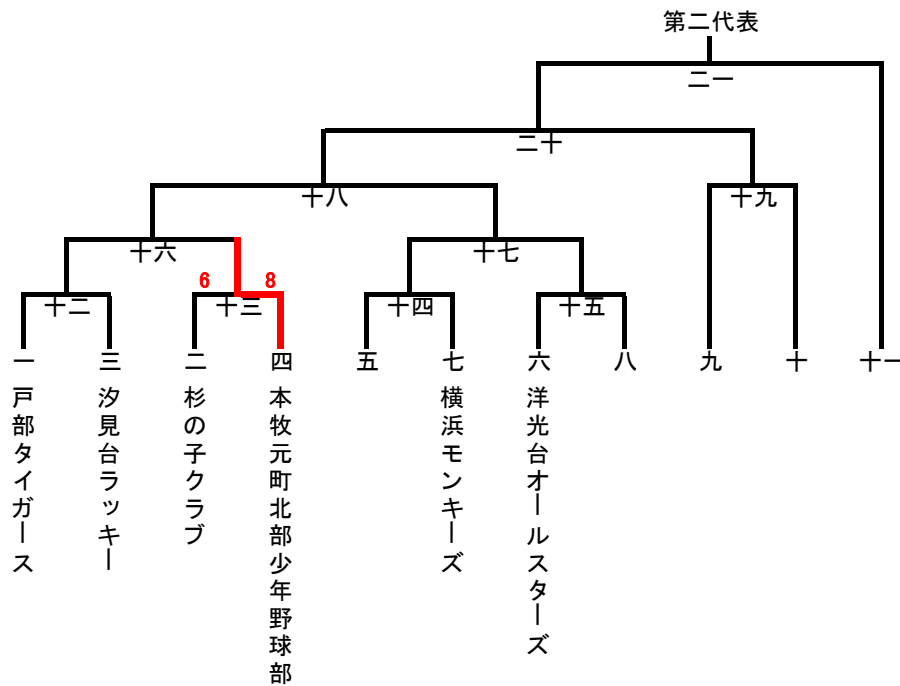 第二代表
二一
二十
十八
十九
十六
十七
6
8
十二
十三
十四
十五
一
三
二
四
五
七
六
八
九
十
十一
戸部タイガース
汐見台ラッキー
杉の子クラブ
本牧元町北部少年野球部
横浜モンキーズ
洋光台オールスターズ